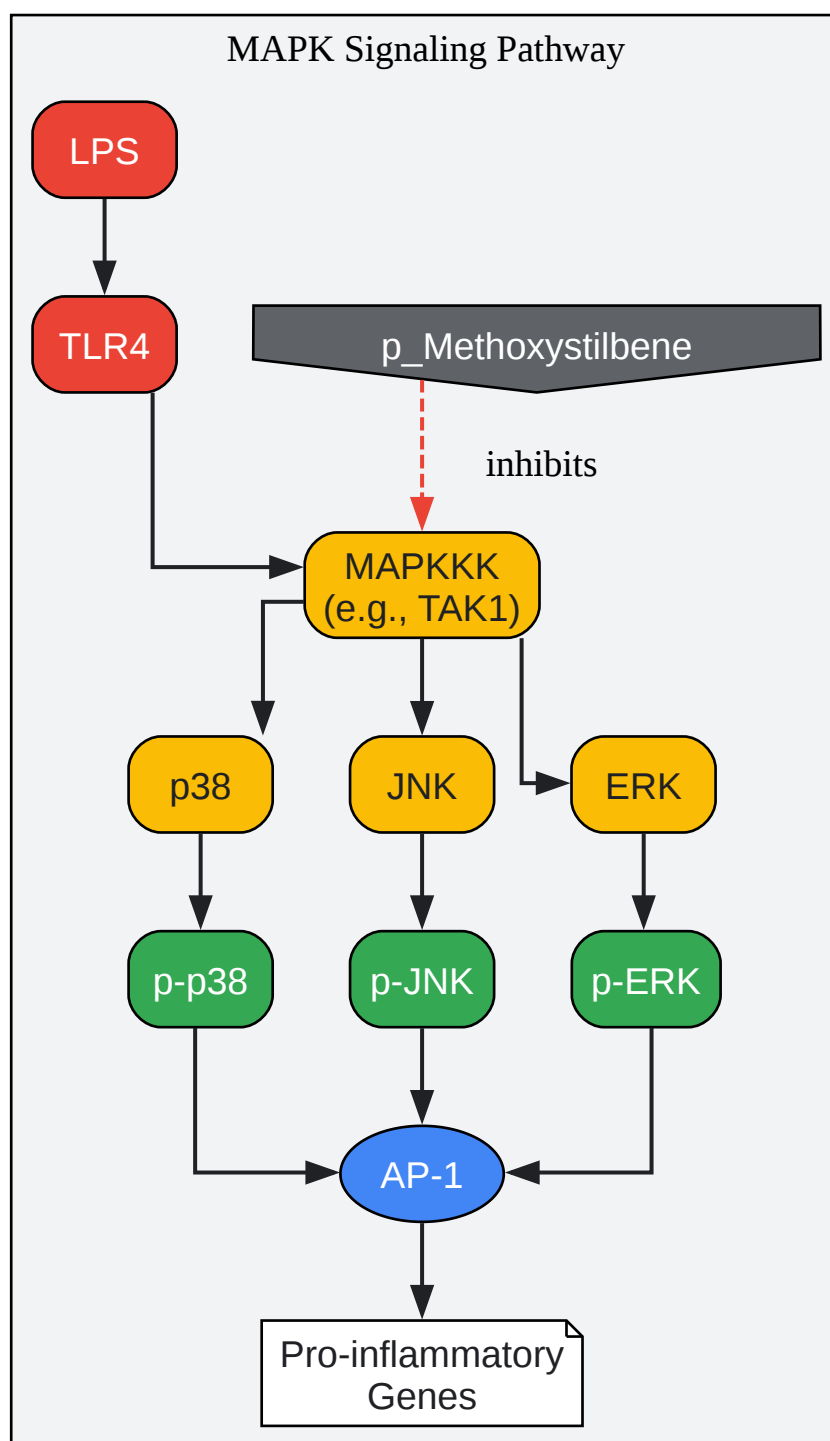 MAPK Signaling Pathway
LPS
TLR4
p_Methoxystilbene
inhibits
MAPKKK
(e.g., TAK1)
p38
JNK
ERK
p-p38
p-JNK
p-ERK
AP-1
Pro-inflammatory
Genes